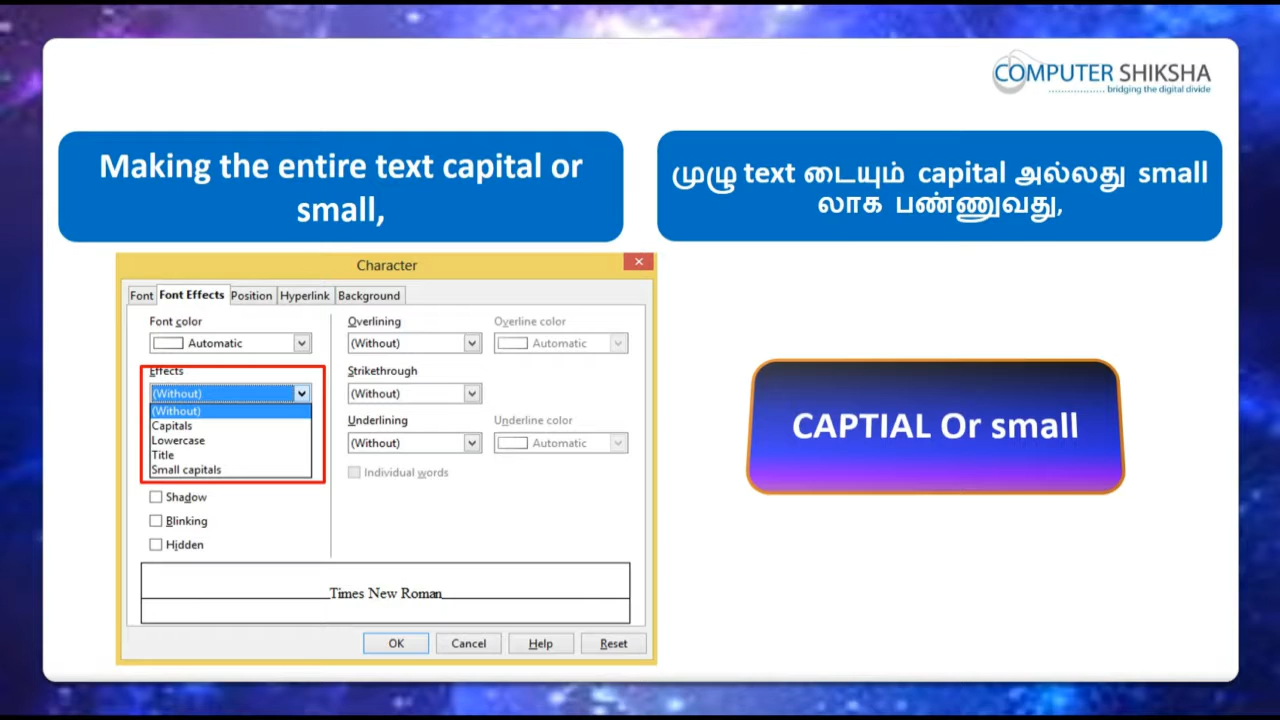 COMPUTER SHIKSHA
bridging the digital divide
Making the entire text capital or
small,
முழு text டையும் capital அல்லது small
லாக பண்ணுவது,
Character
Font Font Effects Position Hyperlink Background
Font color
Automatic
Effects
(Without)
(Without)
Capitals
Lowercase
Title
Small capitals
Shadow
Blinking
Hidden
Overlining
(Without)
Overline color
Automatic
Strikethrough
(Without)
Underlining
(Without)
Underline color
Automatic
Individual words
Times New Roman
OK Cancel Help Reset
CAPTIAL Or small